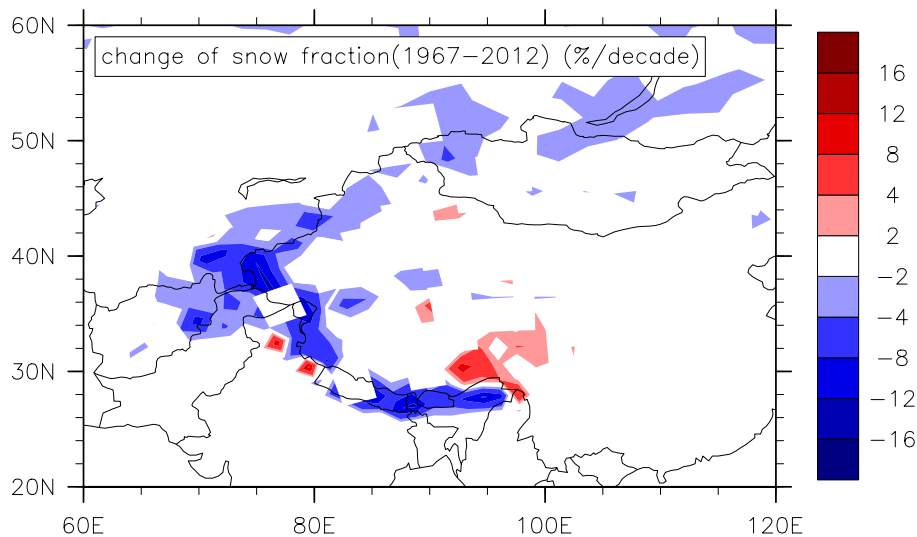 60N
change of snow fraction(1967−2012) (%/decade)
50N
40N
30N
20N
60E
80E
100E
120E
16
12
8
4
2
−2
−4
−8
−12
−16